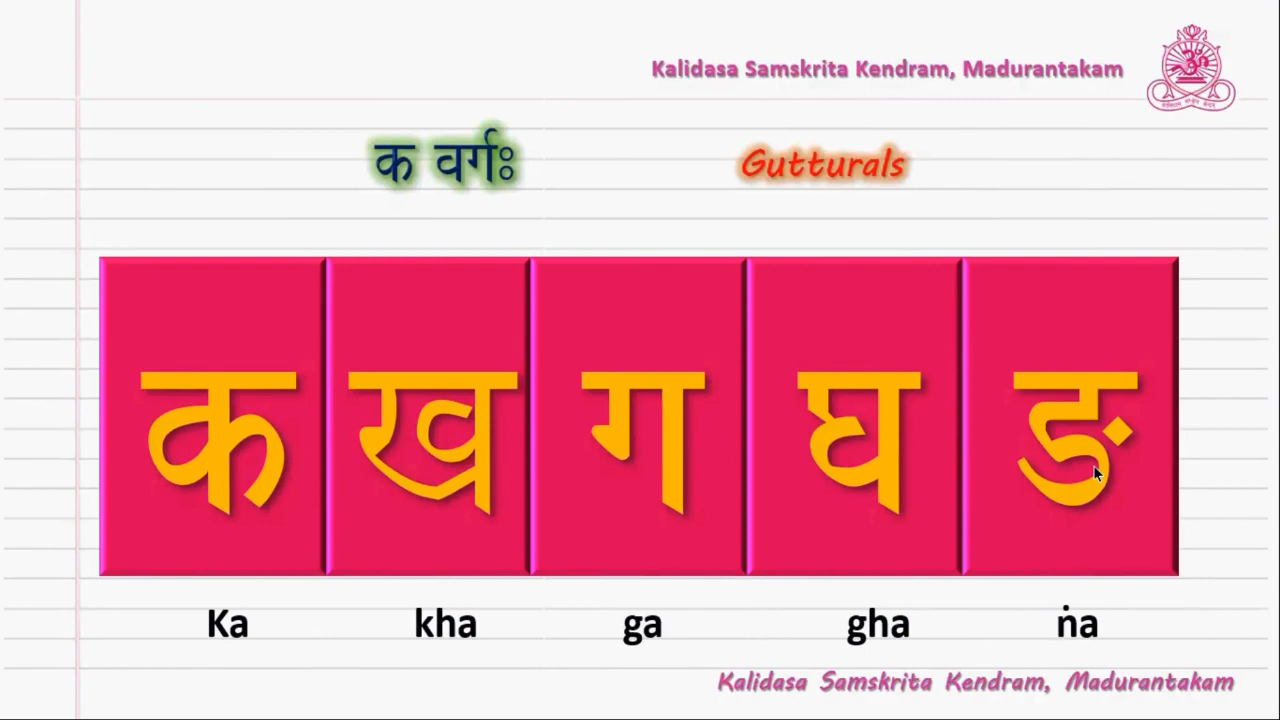 Kalidasa Samskrita Kendram, Madurantakam
क वर्गः Gutturals
क ख ग घ ङ
Ka kha ga gha ṅa
Kalidasa Samskrita Kendram, Madurantakam